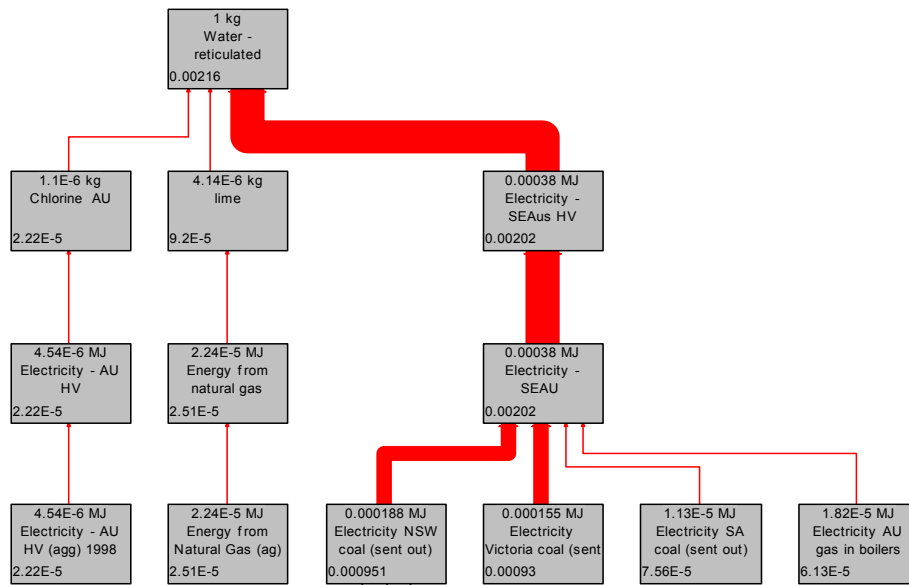 1 kg
Water -
reticulated
0.00216
1.1E-6 kg
Chlorine AU
2.22E-5
4.14E-6 kg
lime
9.2E-5
0.00038 MJ
Electricity -
SEAus HV
0.00202
4.54E-6 MJ
Electricity - AU
HV
2.22E-5
2.24E-5 MJ
Energy from
natural gas
2.51E-5
0.00038 MJ
Electricity -
SEAU
0.00202
4.54E-6 MJ
Electricity - AU
HV (agg) 1998
2.22E-5
2.24E-5 MJ
Energy from
Natural Gas (ag)
2.51E-5
0.000188 MJ
Electricity NSW
coal (sent out)
0.000951
0.000155 MJ
Electricity
Victoria coal (sent
0.00093
1.13E-5 MJ
Electricity SA
coal (sent out)
7.56E-5
1.82E-5 MJ
Electricity AU
gas in boilers
6.13E-5